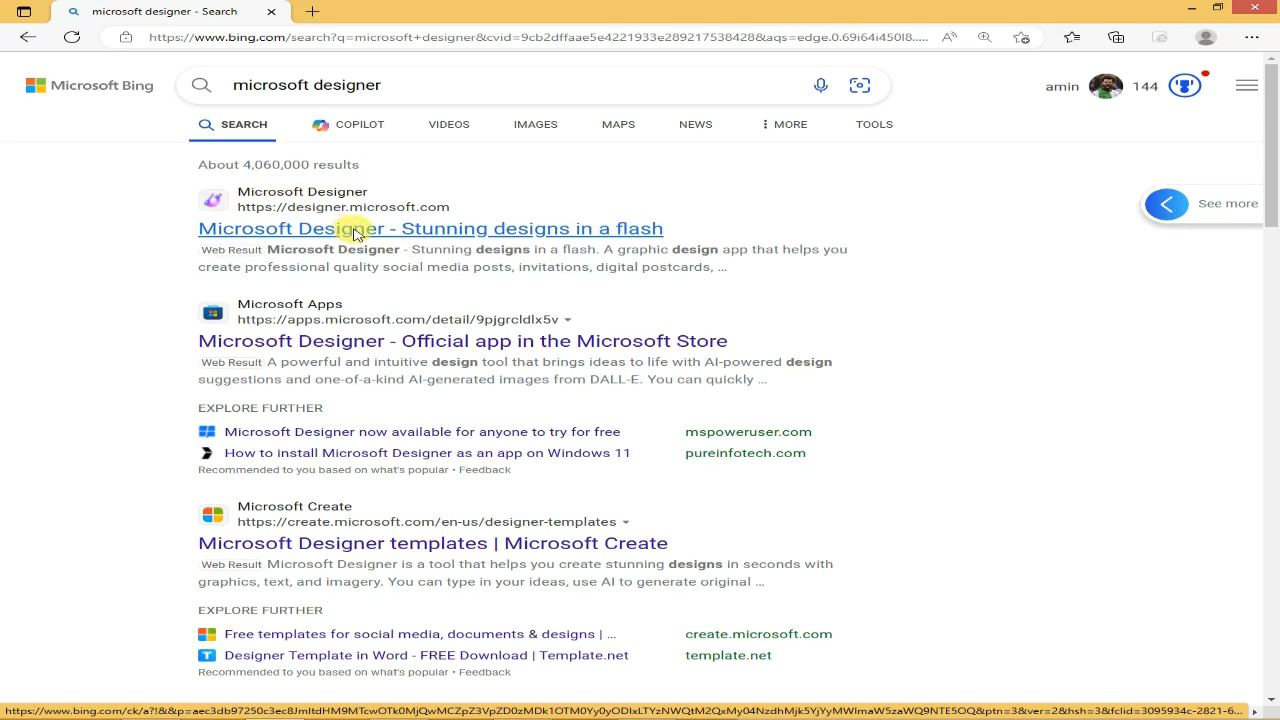 microsoft designer - Search
https://www.bing.com/search?q=microsoft+designer&cvid=9cb2dffaae5e4221933e2892175384288&aqs=edge.0.69i64i450l8....
Microsoft Bing
microsoft designer
amin
144
SEARCH
COPILOT
VIDEOS
IMAGES
MAPS
NEWS
MORE
TOOLS
About 4,060,000 results
Microsoft Designer
https://designer.microsoft.com
Microsoft Designer - Stunning designs in a flash
Web Result Microsoft Designer - Stunning designs in a flash. A graphic design app that helps you
create professional quality social media posts, invitations, digital postcards, ...
See more
Microsoft Apps
https://apps.microsoft.com/detail/9pjgrcldlx5v
Microsoft Designer - Official app in the Microsoft Store
Web Result A powerful and intuitive design tool that brings ideas to life with AI-powered design
suggestions and one-of-a-kind AI-generated images from DALL-E. You can quickly ...
EXPLORE FURTHER
Microsoft Designer now available for anyone to try for free mspoweruser.com
How to install Microsoft Designer as an app on Windows 11 pureinfotech.com
Recommended to you based on what's popular • Feedback
Microsoft Create
https://create.microsoft.com/en-us/designer-templates
Microsoft Designer templates | Microsoft Create
Web Result Microsoft Designer is a tool that helps you create stunning designs in seconds with
graphics, text, and imagery. You can type in your ideas, use AI to generate original ...
EXPLORE FURTHER
Free templates for social media, documents & designs | ... create.microsoft.com
Designer Template in Word - FREE Download | Template.net template.net
Recommended to you based on what's popular • Feedback